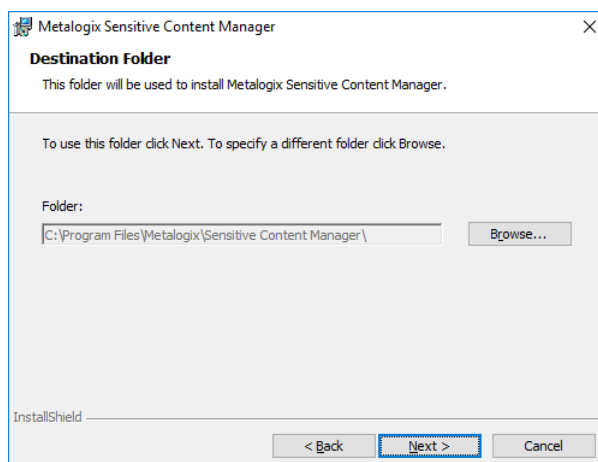 Metalogix Sensitive Content Manager
Destination Folder
This folder will be used to install Metalogix Sensitive Content Manager.
To use this folder click Next. To specify a different folder click Browse.
Folder:
C:\Program Files\Metalogix\Sensitive Content Manager\
Browse...
InstallShield
< Back
Next >
Cancel